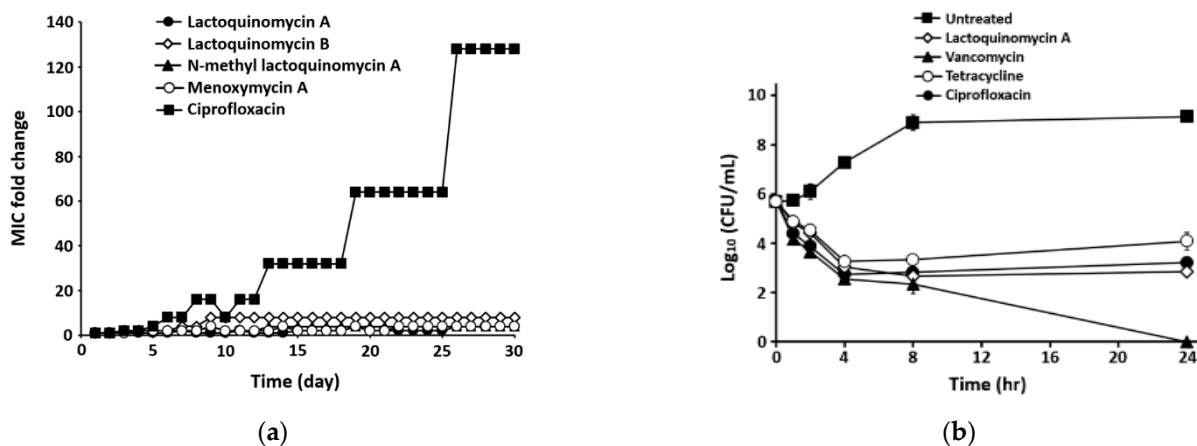 MIC fold change
140
120
100
80
60
40
20
0
Lactoquinomycin A
Lactoquinomycin B
N-methyl lactoquinomycin A
Menoxymycin A
Ciprofloxacin
0 5 10 15 20 25 30
Time (day)
(a)
Untreated
Lactoquinomycin A
Vancomycin
Tetracycline
Ciprofloxacin
Log₁₀ (CFU/mL)
10
8
6
4
2
0
0 4 8 12 16 20 24
Time (hr)
(b)